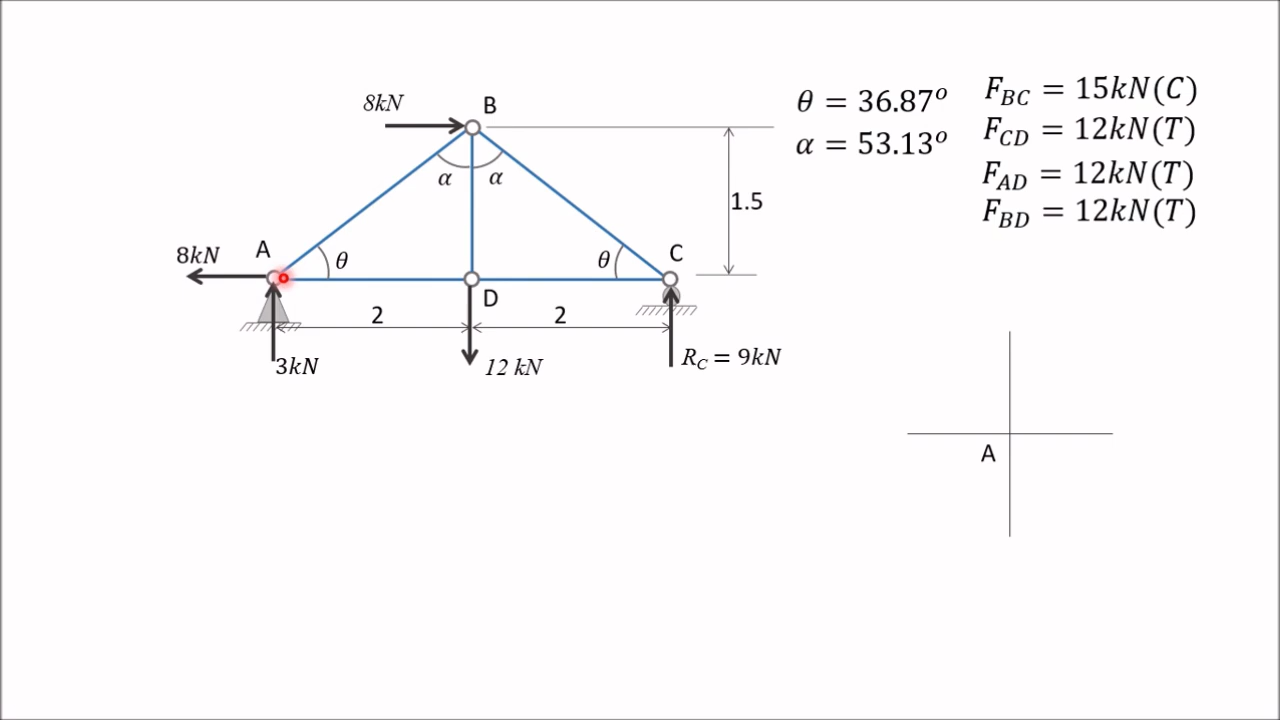 8kN
B
α
α
1.5
8kN
A
θ
θ
C
D
2
2
3kN
12 kN
R_C = 9kN
θ = 36.87°
α = 53.13°
F_BC = 15kN(C)
F_CD = 12kN(T)
F_AD = 12kN(T)
F_BD = 12kN(T)
A